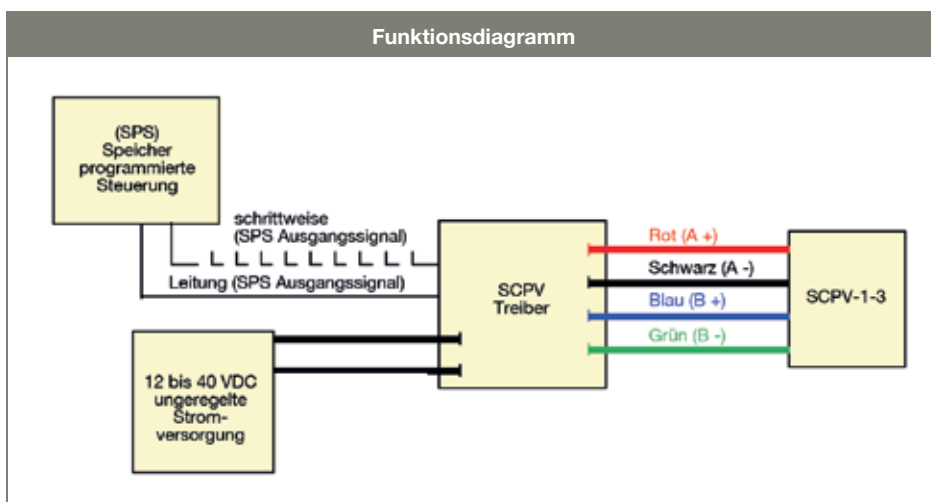 Funktionsdiagramm
(SPS)
Speicher
programmierte
Steuerung
schrittweise
(SPS Ausgangssignal)
Leitung (SPS Ausgangssignal)
12 bis 40 VDC
ungeregelte
Strom-
versorgung
SCPV
Treiber
Rot (A +)
Schwarz (A -)
Blau (B +)
Grün (B -)
SCPV-1-3